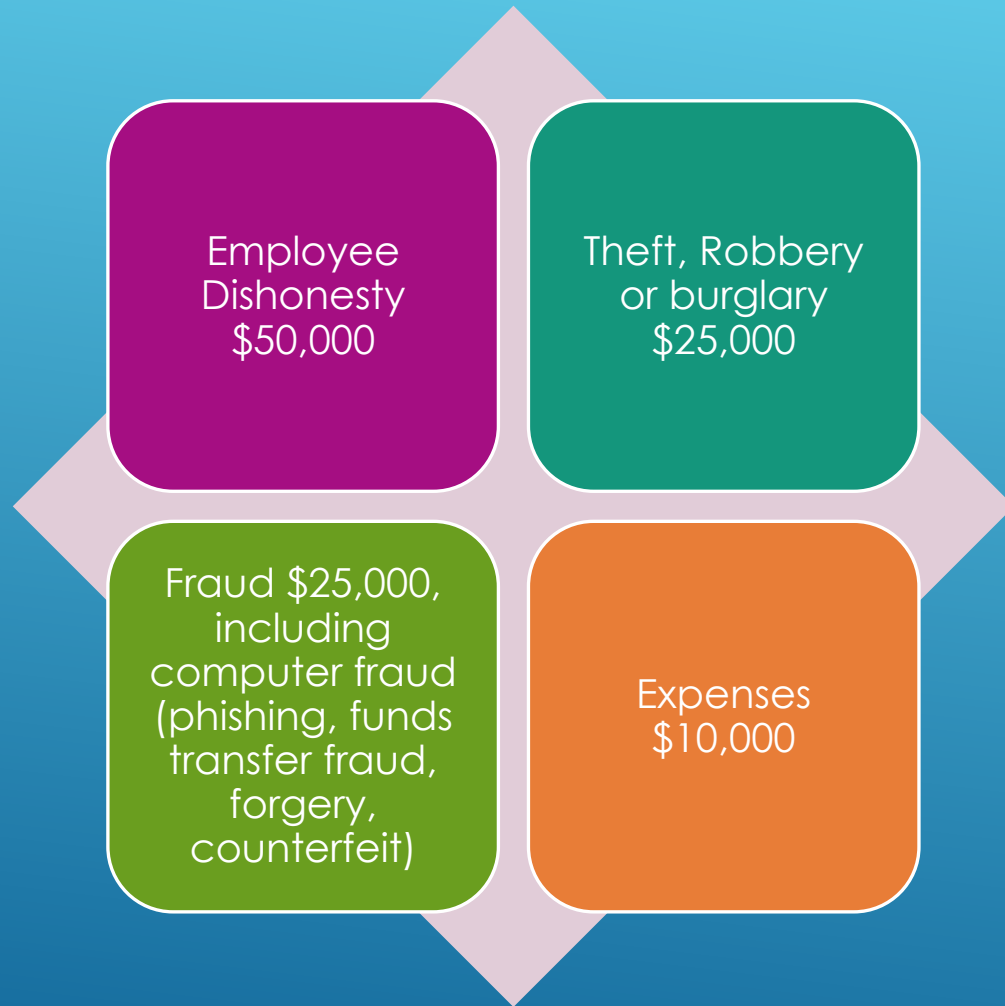 Employee
Dishonesty
$50,000
Theft, Robbery
or burglary
$25,000
Fraud $25,000,
including
computer fraud
(phishing, funds
transfer fraud,
forgery,
counterfeit)
Expenses
$10,000